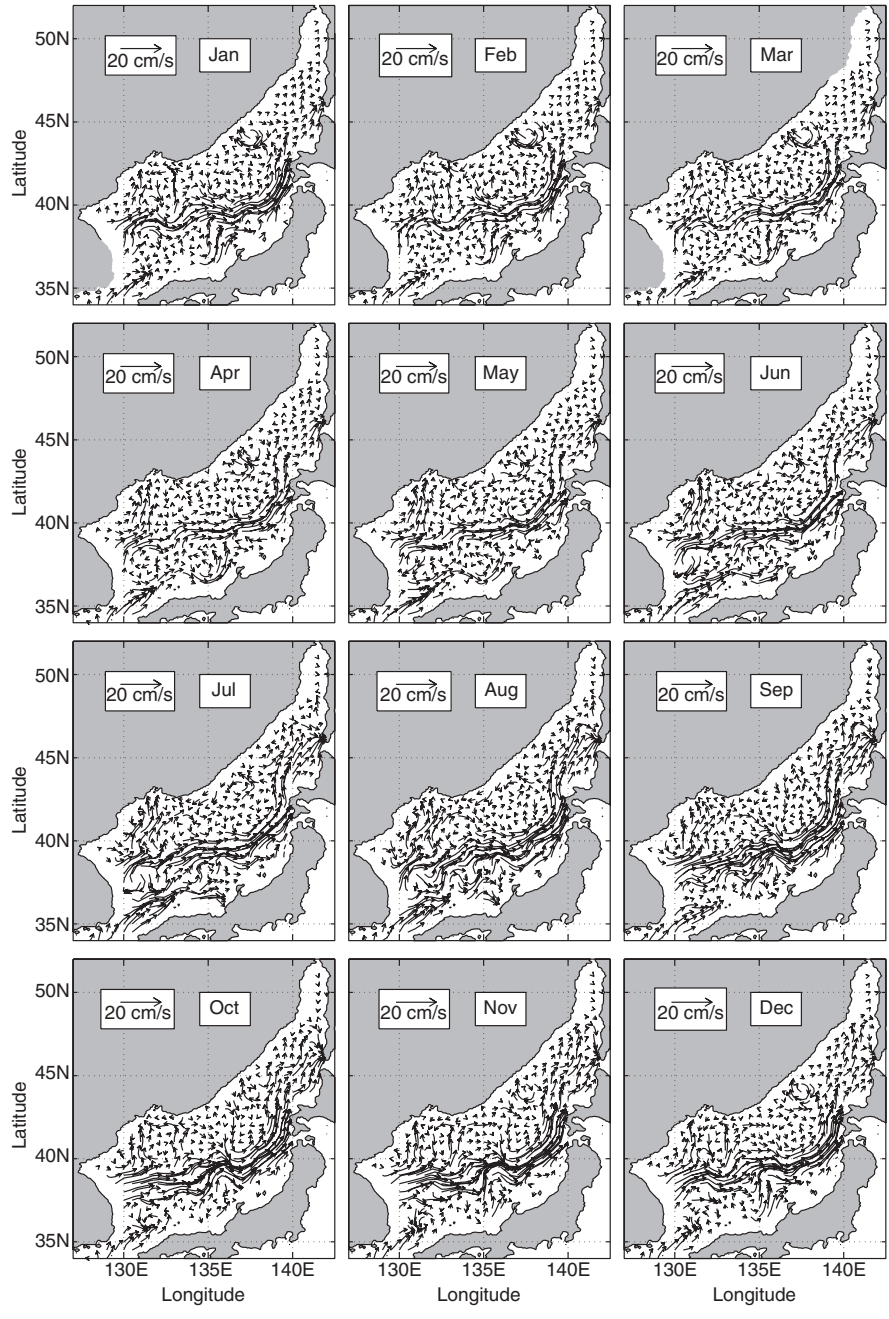 50N
20 cm/s Jan
20 cm/s Feb
20 cm/s Mar
45N
Latitude
40N
35N
50N
20 cm/s Apr
20 cm/s May
20 cm/s Jun
45N
Latitude
40N
35N
50N
20 cm/s Jul
20 cm/s Aug
20 cm/s Sep
45N
Latitude
40N
35N
50N
20 cm/s Oct
20 cm/s Nov
20 cm/s Dec
45N
Latitude
40N
35N
130E 135E 140E
130E 135E 140E
130E 135E 140E
Longitude
Longitude
Longitude